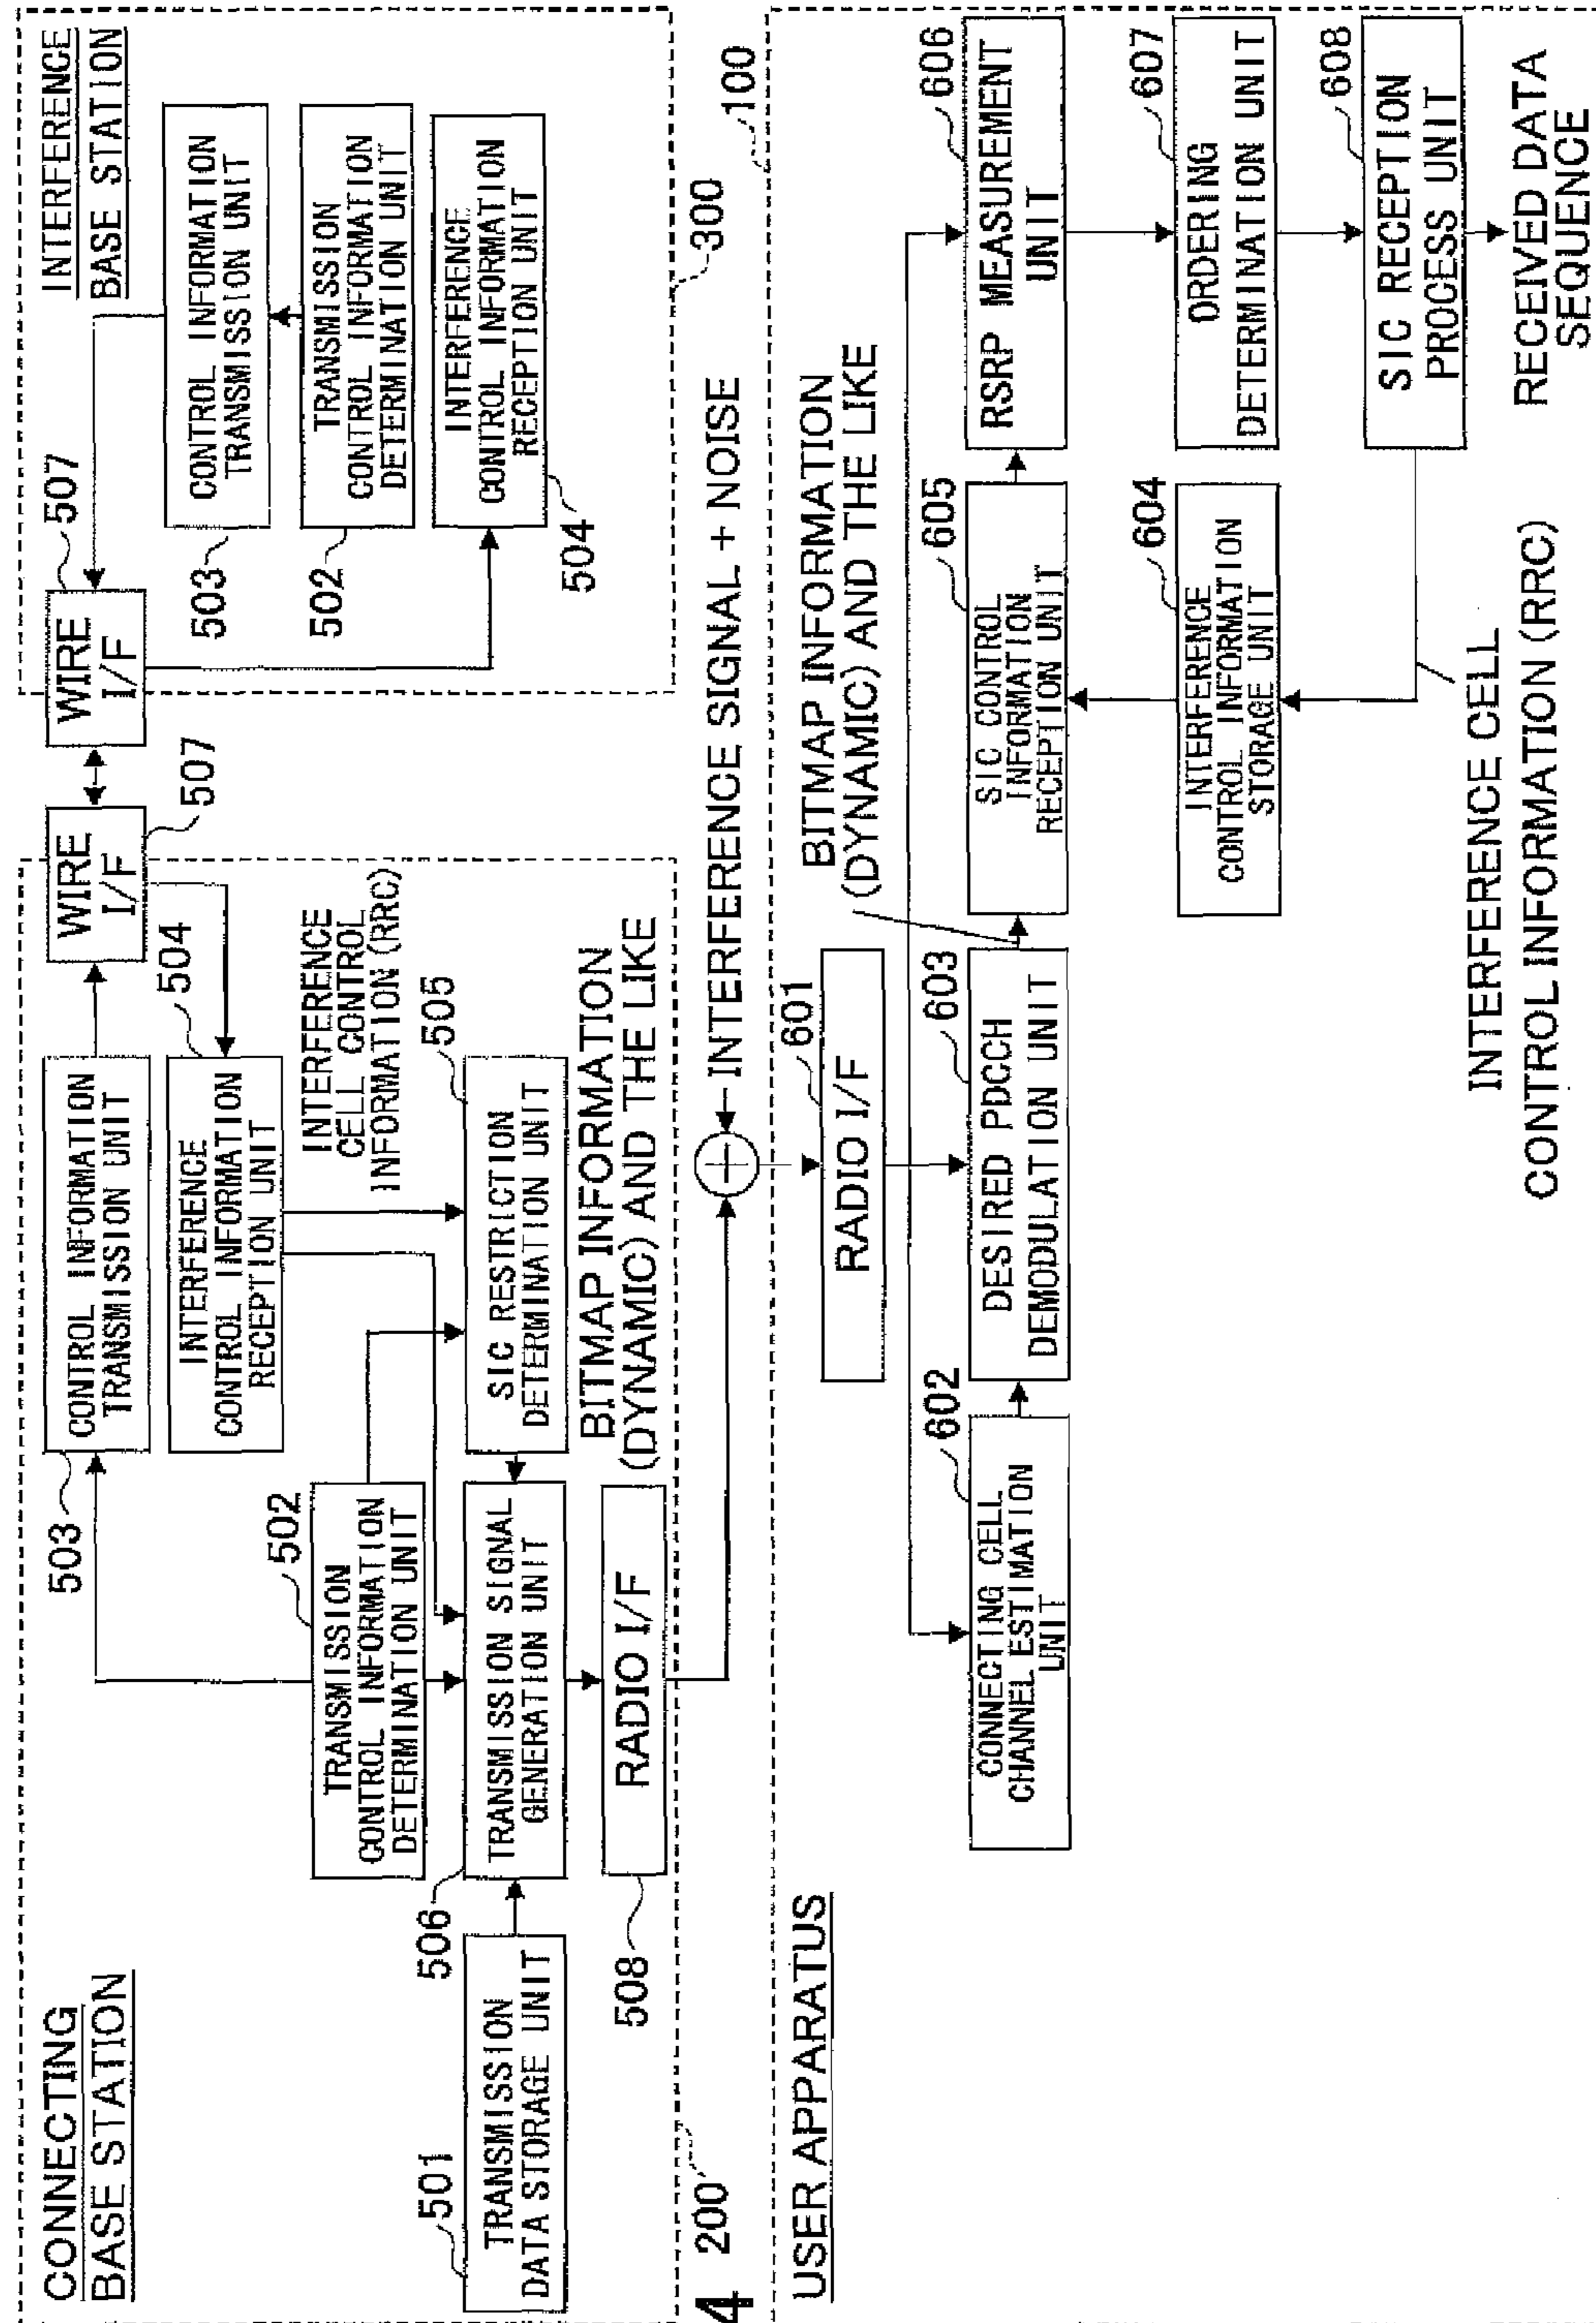 CONNECTING
BASE STATION
501
TRANSMISSION
DATA STORAGE UNIT
503
CONTROL INFORMATION
TRANSMISSION UNIT
502
TRANSMISSION
CONTROL INFORMATION
DETERMINATION UNIT
506
TRANSMISSION SIGNAL
GENERATION UNIT
508
RADIO I/F
504
INTERFERENCE
CONTROL INFORMATION
RECEPTION UNIT
INTERFERENCE
CELL CONTROL
INFORMATION (RRC)
505
SIC RESTRICTION
DETERMINATION UNIT
BITMAP INFORMATION
(DYNAMIC) AND THE LIKE
WIRE
I/F
507
WIRE
I/F
507
INTERFERENCE
BASE STATION
503
CONTROL INFORMATION
TRANSMISSION UNIT
502
TRANSMISSION
CONTROL INFORMATION
DETERMINATION UNIT
504
INTERFERENCE
CONTROL INFORMATION
RECEPTION UNIT
4
200
300
INTERFERENCE SIGNAL + NOISE
100
USER APPARATUS
601
RADIO I/F
BITMAP INFORMATION
(DYNAMIC) AND THE LIKE
602
CONNECTING CELL
CHANNEL ESTIMATION
UNIT
603
DESIRED PDCCH
DEMODULATION UNIT
605
SIC CONTROL
INFORMATION
RECEPTION UNIT
606
RSRP MEASUREMENT
UNIT
604
INTERFERENCE
CONTROL INFORMATION
STORAGE UNIT
607
ORDERING
DETERMINATION UNIT
608
SIC RECEPTION
PROCESS UNIT
INTERFERENCE CELL
CONTROL INFORMATION (RRC)
RECEIVED DATA
SEQUENCE